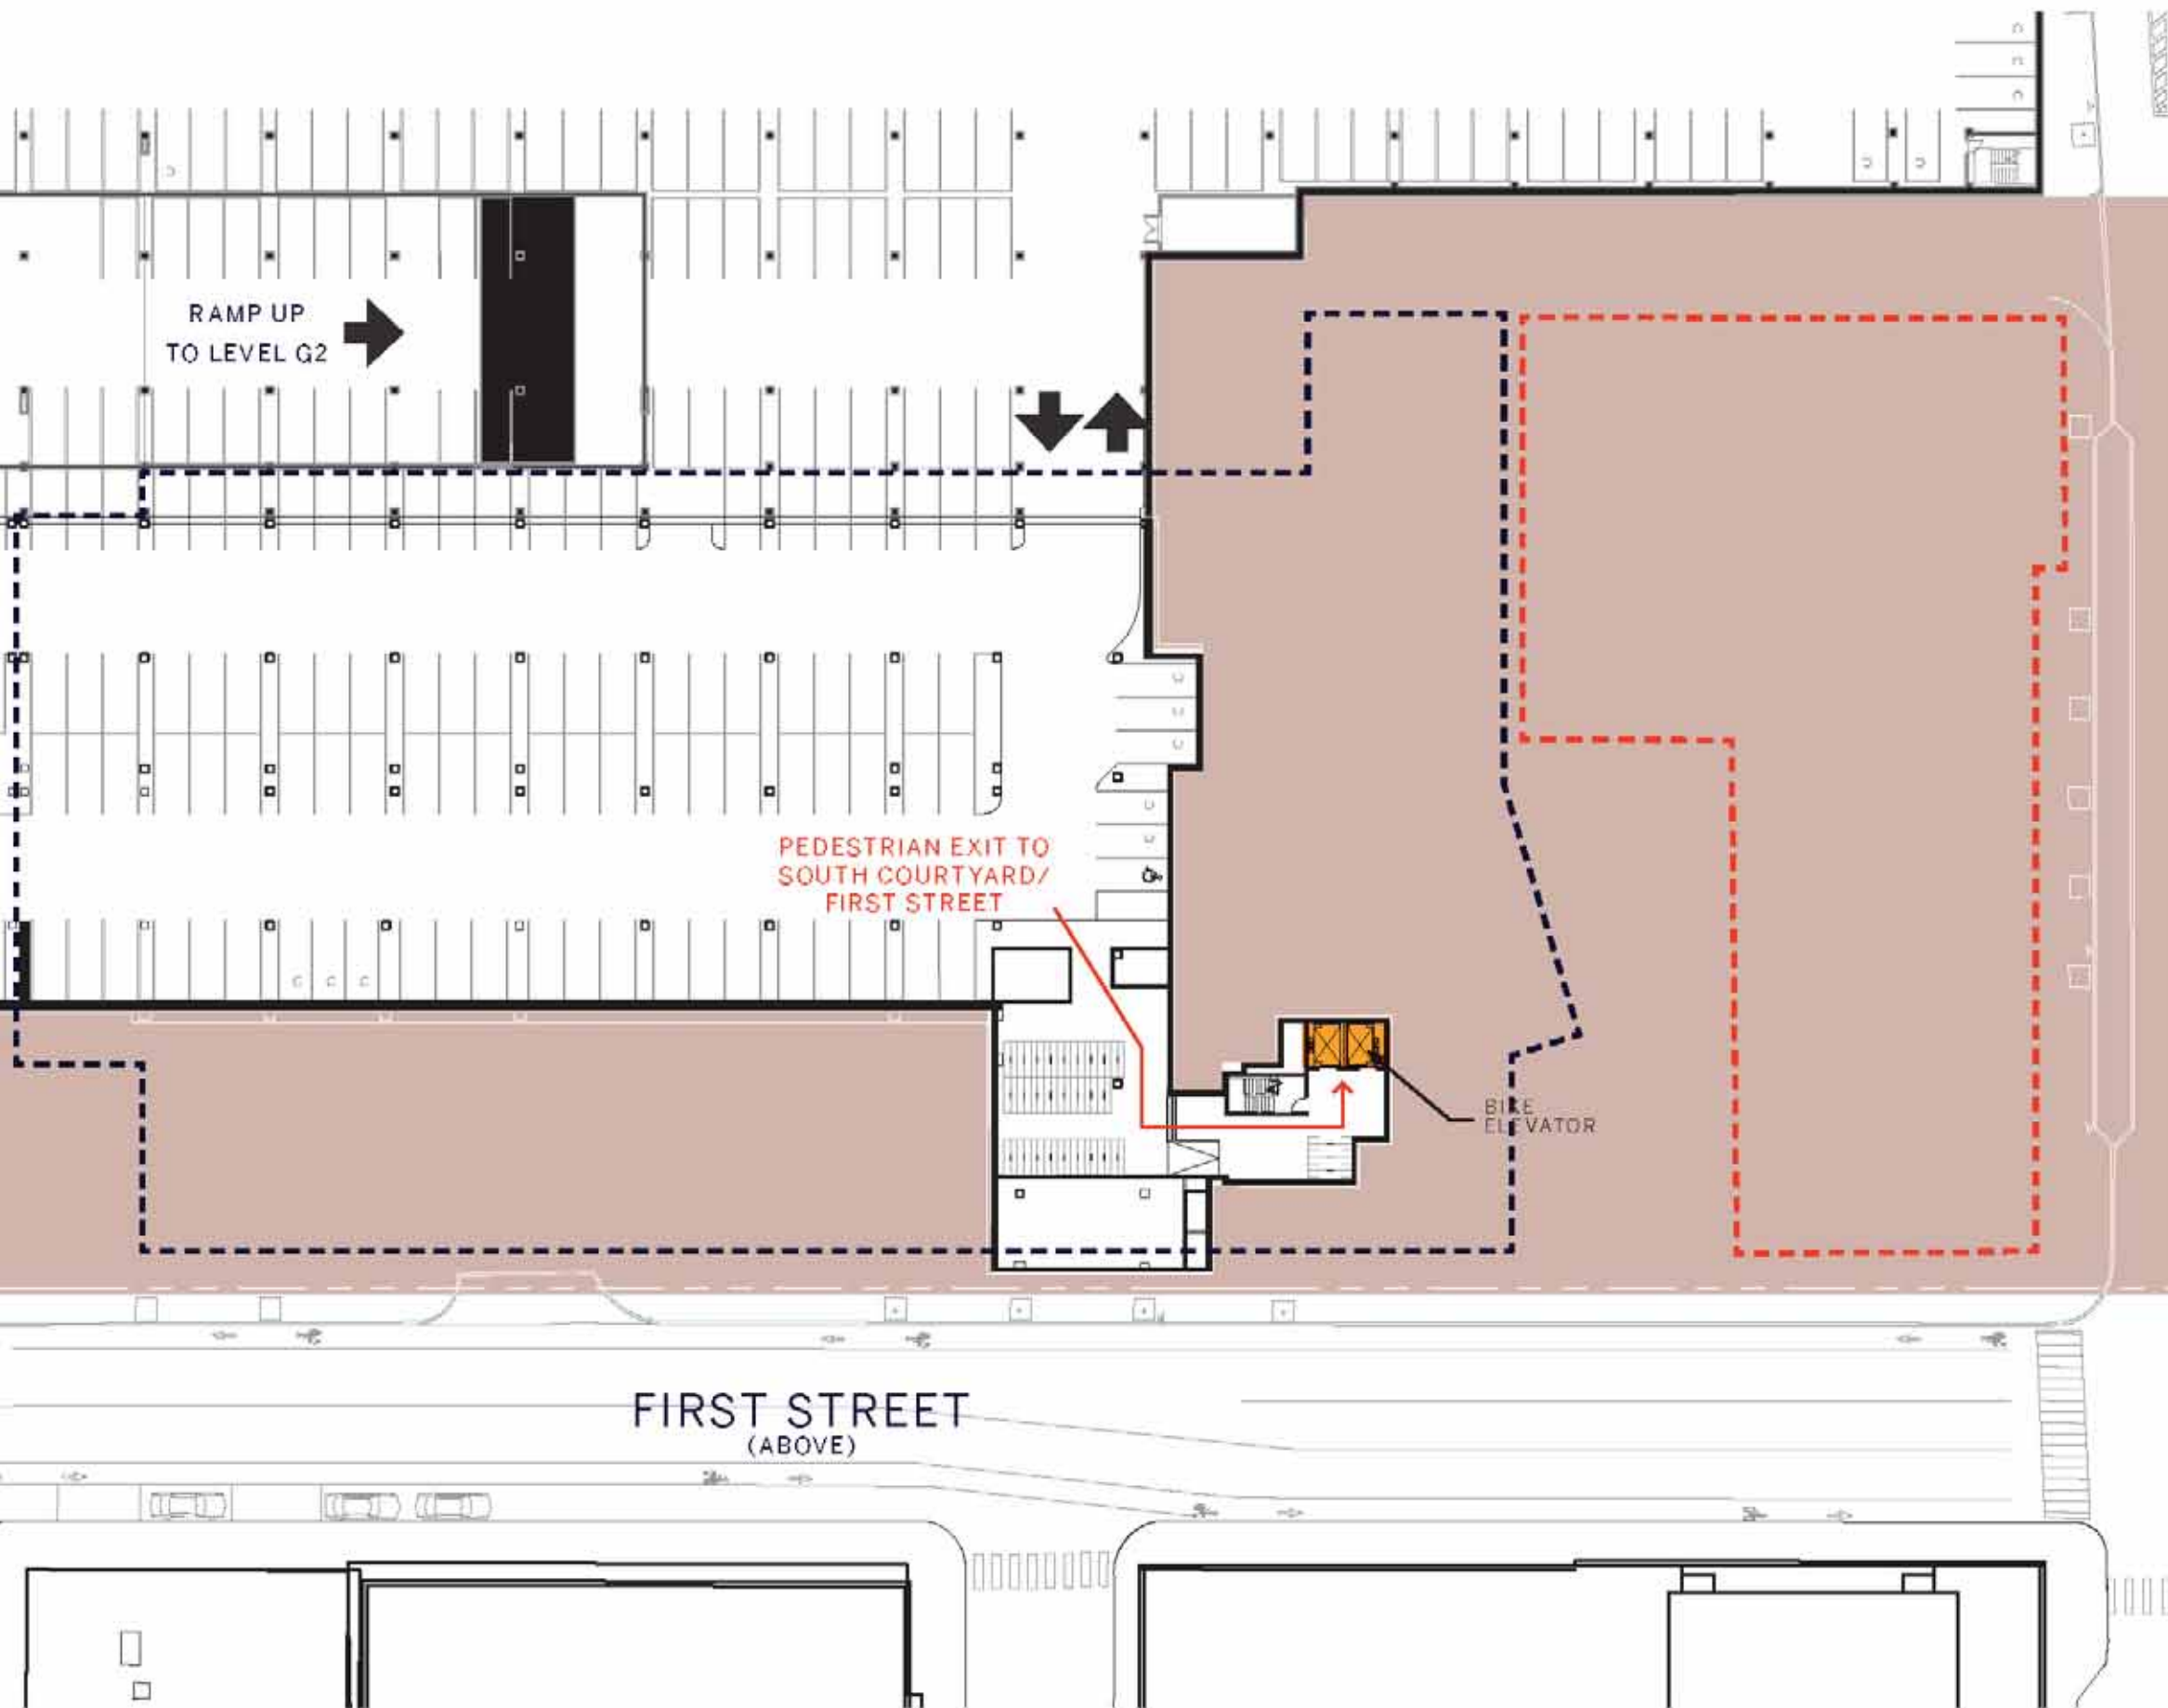 RAMP UP
TO LEVEL G2
PEDESTRIAN EXIT TO
SOUTH COURTYARD/
FIRST STREET
BIKE
ELEVATOR
FIRST STREET
(ABOVE)